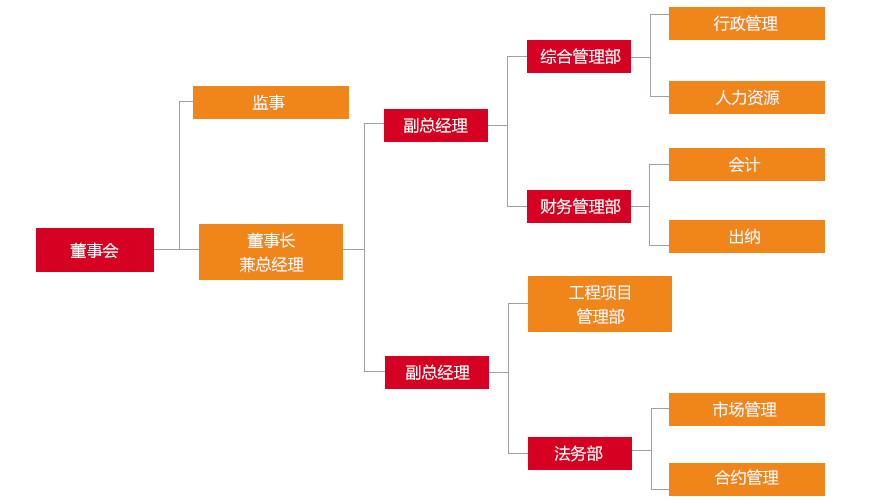 董事会
监事
董事长
兼总经理
副总经理
综合管理部
行政管理
人力资源
财务管理部
会计
出纳
副总经理
工程项目
管理部
法务部
市场管理
合约管理